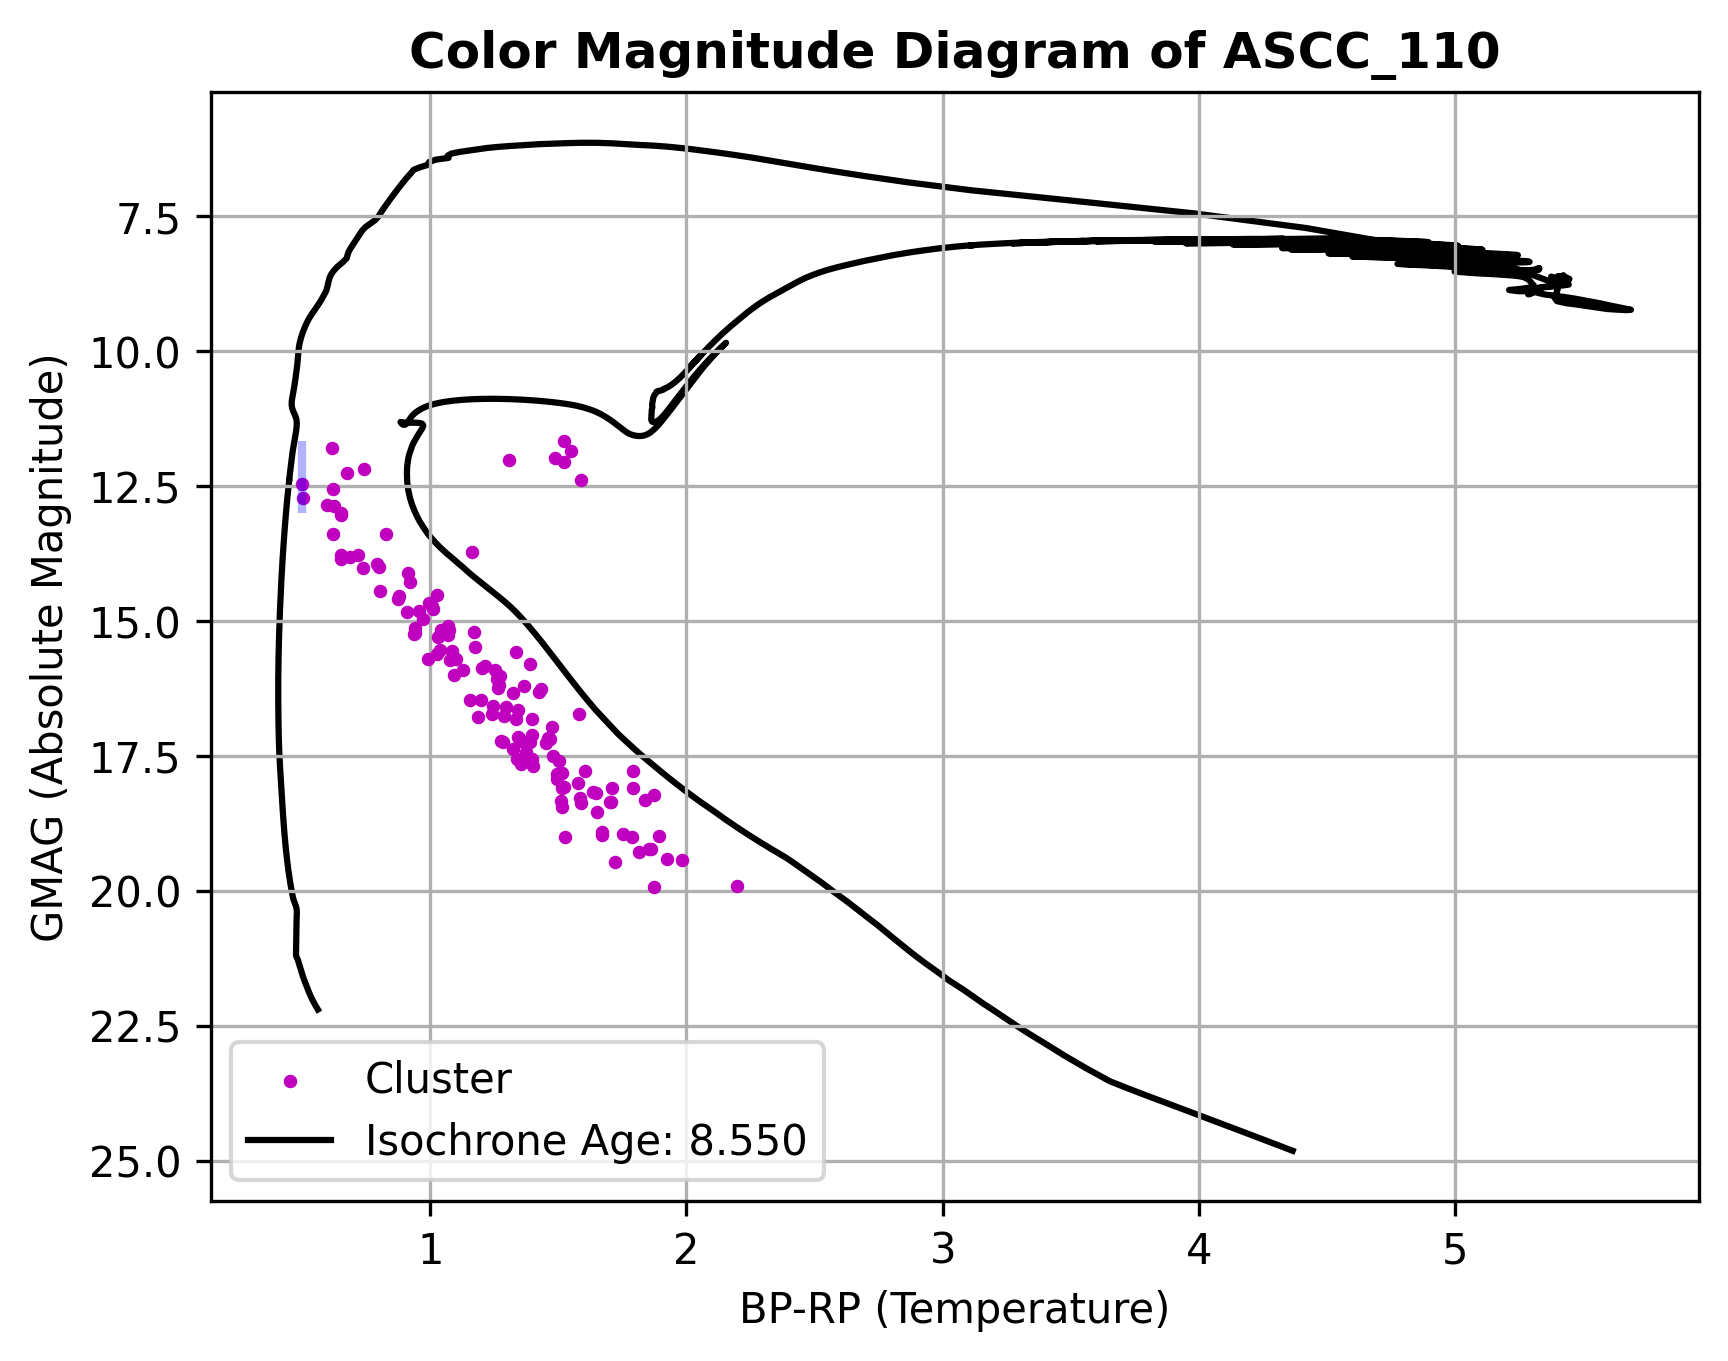 Color Magnitude Diagram of ASCC_110
GMAG (Absolute Magnitude)
7.5
10.0
12.5
15.0
17.5
20.0
22.5
25.0
Cluster
Isochrone Age: 8.550
1
2
3
4
5
BP-RP (Temperature)